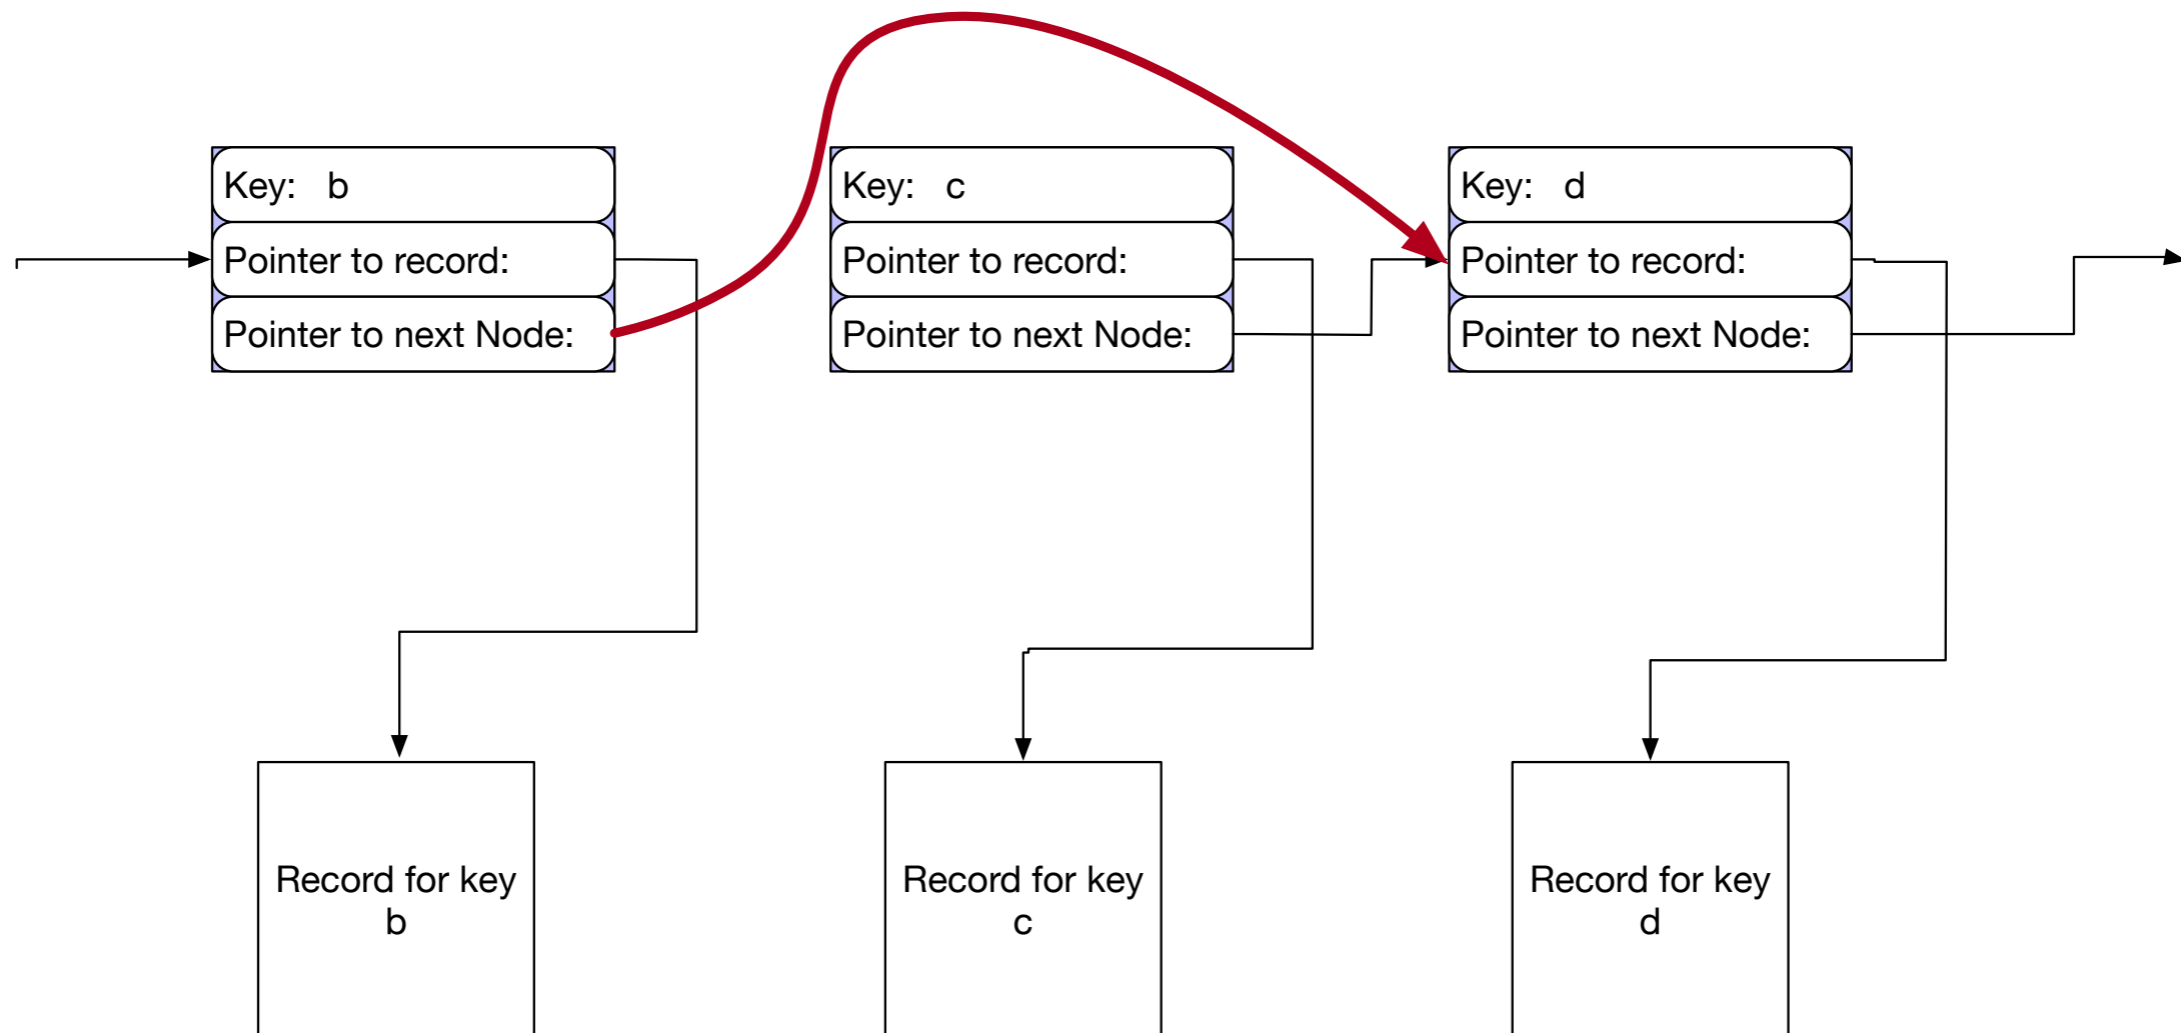 Key:   b
Pointer to record:
Pointer to next Node:
Key:   c
Pointer to record:
Pointer to next Node:
Key:   d
Pointer to record:
Pointer to next Node:
Record for key
b
Record for key
c
Record for key
d